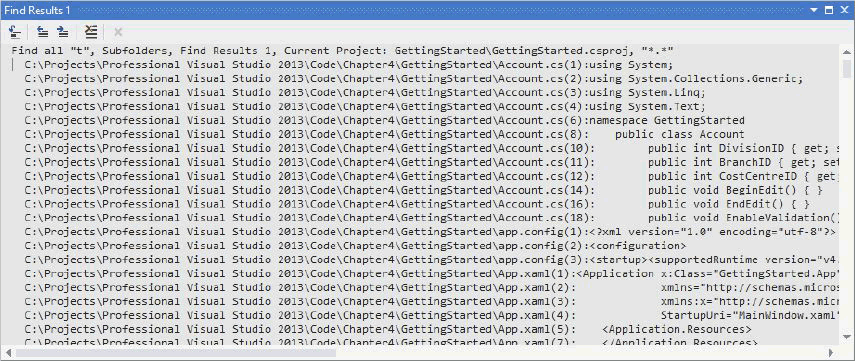 Find Results 1
Find all "t", Subfolders, Find Results 1, Current Project: GettingStarted\GettingStarted.csproj, "*.*"
C:\Projects\Professional Visual Studio 2013\Code\Chapter4\GettingStarted\Account.cs(1):using System;
C:\Projects\Professional Visual Studio 2013\Code\Chapter4\GettingStarted\Account.cs(2):using System.Collections.Generic;
C:\Projects\Professional Visual Studio 2013\Code\Chapter4\GettingStarted\Account.cs(3):using System.Linq;
C:\Projects\Professional Visual Studio 2013\Code\Chapter4\GettingStarted\Account.cs(4):using System.Text;
C:\Projects\Professional Visual Studio 2013\Code\Chapter4\GettingStarted\Account.cs(6):namespace GettingStarted
C:\Projects\Professional Visual Studio 2013\Code\Chapter4\GettingStarted\Account.cs(8):    public class Account
C:\Projects\Professional Visual Studio 2013\Code\Chapter4\GettingStarted\Account.cs(10):        public int DivisionID { get; s
C:\Projects\Professional Visual Studio 2013\Code\Chapter4\GettingStarted\Account.cs(11):        public int BranchID { get; set
C:\Projects\Professional Visual Studio 2013\Code\Chapter4\GettingStarted\Account.cs(12):        public int CostCentreID { get;
C:\Projects\Professional Visual Studio 2013\Code\Chapter4\GettingStarted\Account.cs(14):        public void BeginEdit() { }
C:\Projects\Professional Visual Studio 2013\Code\Chapter4\GettingStarted\Account.cs(16):        public void EndEdit() { }
C:\Projects\Professional Visual Studio 2013\Code\Chapter4\GettingStarted\Account.cs(18):        public void EnableValidation()
C:\Projects\Professional Visual Studio 2013\Code\Chapter4\GettingStarted\app.config(1):<?xml version="1.0" encoding="utf-8"?>
C:\Projects\Professional Visual Studio 2013\Code\Chapter4\GettingStarted\app.config(2):<configuration>
C:\Projects\Professional Visual Studio 2013\Code\Chapter4\GettingStarted\app.config(3):<startup><supportedRuntime version="v4.
C:\Projects\Professional Visual Studio 2013\Code\Chapter4\GettingStarted\App.xaml(1):<Application x:Class="GettingStarted.App"
C:\Projects\Professional Visual Studio 2013\Code\Chapter4\GettingStarted\App.xaml(2):             xmlns="http://schemas.micros
C:\Projects\Professional Visual Studio 2013\Code\Chapter4\GettingStarted\App.xaml(3):             xmlns:x="http://schemas.micr
C:\Projects\Professional Visual Studio 2013\Code\Chapter4\GettingStarted\App.xaml(4):             StartupUri="MainWindow.xaml"
C:\Projects\Professional Visual Studio 2013\Code\Chapter4\GettingStarted\App.xaml(5):    <Application.Resources>
C:\Projects\Professional Visual Studio 2013\Code\Chapter4\GettingStarted\App.xaml(7):    </Application.Resources>